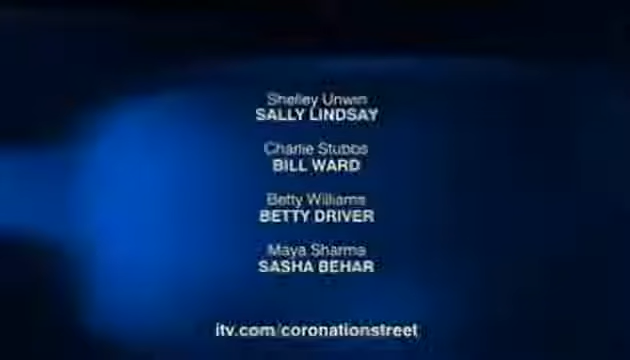 Shelley Unwin
SALLY LINDSAY
Charlie Stubbs
BILL WARD
Betty Williams
BETTY DRIVER
Maya Sharma
SASHA BEHAR
itv.com/coronationstreet